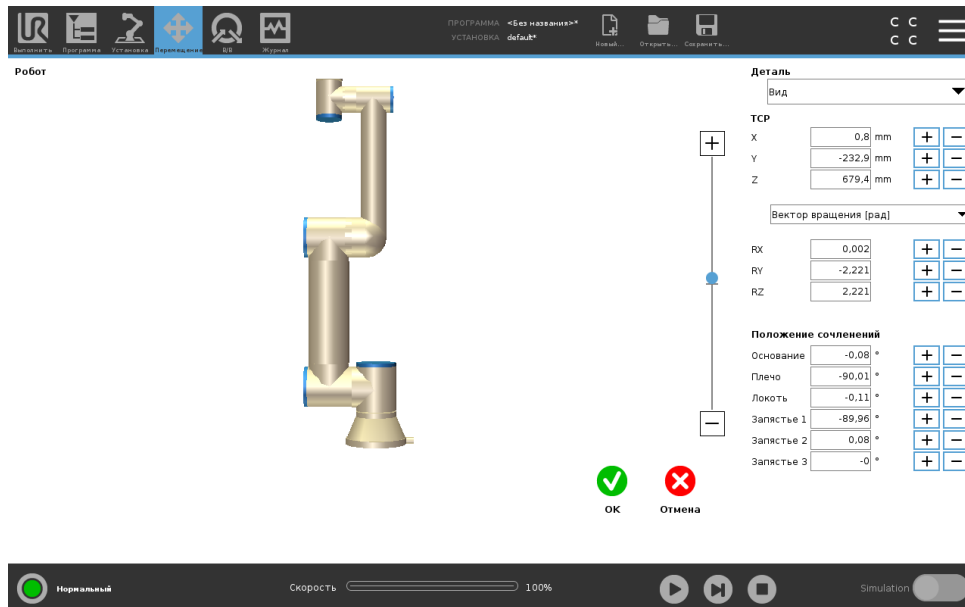 UR
ПРОГРАММА <Без названия>*
УСТАНОВКА default*
C C
C C
Выполнить Программа Установка Перемещение В/В Журнал Новый... Открыть... Сохранить...
Робот
Деталь
Вид
TCP
X 0,8 mm + −
Y -232,9 mm + −
Z 679,4 mm + −
Вектор вращения [рад]
RX 0,002 + −
RY -2,221 + −
RZ 2,221 + −
Положение сочленений
Основание -0,08 ° + −
Плечо -90,01 ° + −
Локоть -0,11 ° + −
Запястье 1 -89,96 ° + −
Запястье 2 0,08 ° + −
Запястье 3 -0 ° + −
OK Отмена
Нормальный Скорость 100% Simulation